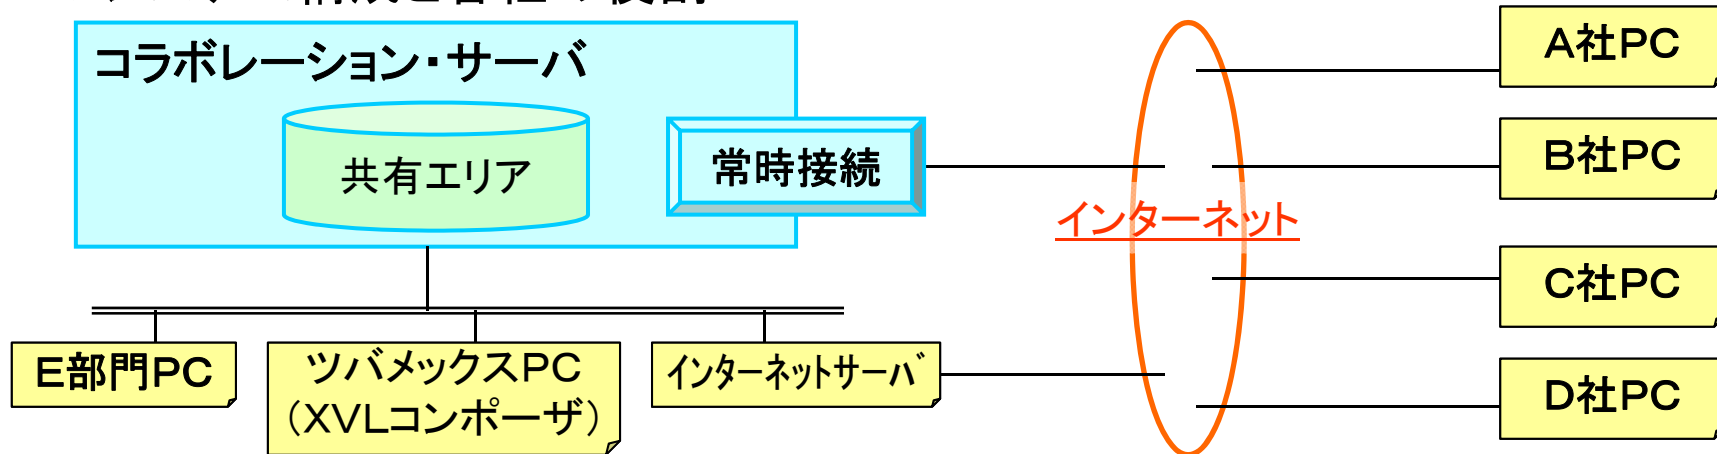 コラボレーション・サーバ
共有エリア
常時接続
インターネット
A社PC
B社PC
C社PC
D社PC
E部門PC
ツバメックスPC
（XVLコンポーザ）
インターネットサーバ